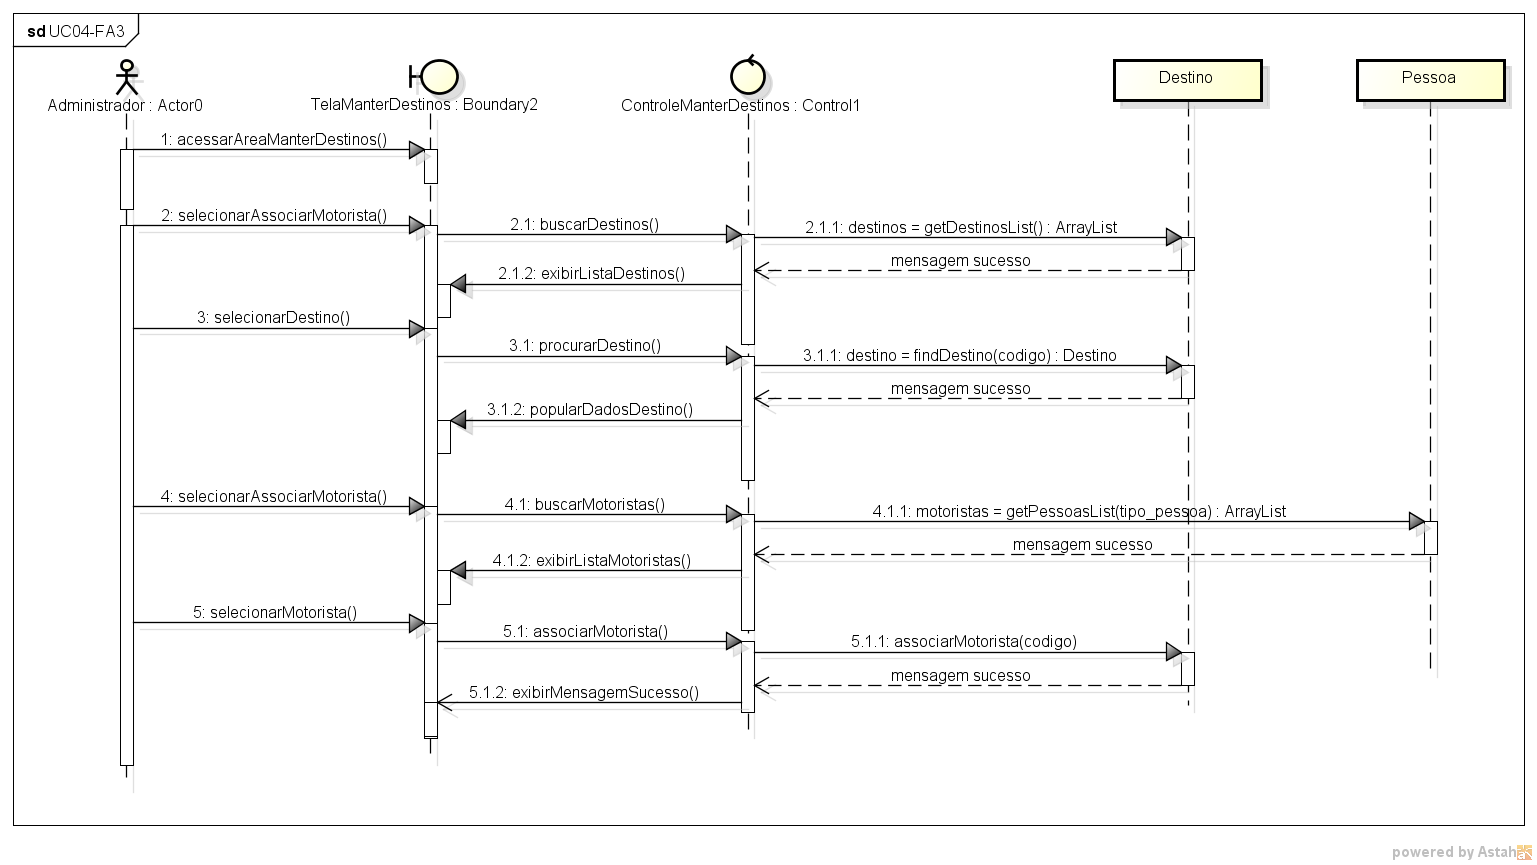 sd UC04-FA3
Administrador : Actor0
TelaManterDestinos : Boundary2
ControleManterDestinos : Control1
Destino
Pessoa
1: acessarAreaManterDestinos()
2: selecionarAssociarMotorista()
2.1: buscarDestinos()
2.1.1: destinos = getDestinosList() : ArrayList
mensagem sucesso
2.1.2: exibirListaDestinos()
3: selecionarDestino()
3.1: procurarDestino()
3.1.1: destino = findDestino(codigo) : Destino
mensagem sucesso
3.1.2: popularDadosDestino()
4: selecionarAssociarMotorista()
4.1: buscarMotoristas()
4.1.1: motoristas = getPessoasList(tipo_pessoa) : ArrayList
mensagem sucesso
4.1.2: exibirListaMotoristas()
5: selecionarMotorista()
5.1: associarMotorista()
5.1.1: associarMotorista(codigo)
mensagem sucesso
5.1.2: exibirMensagemSucesso()
powered by Astah